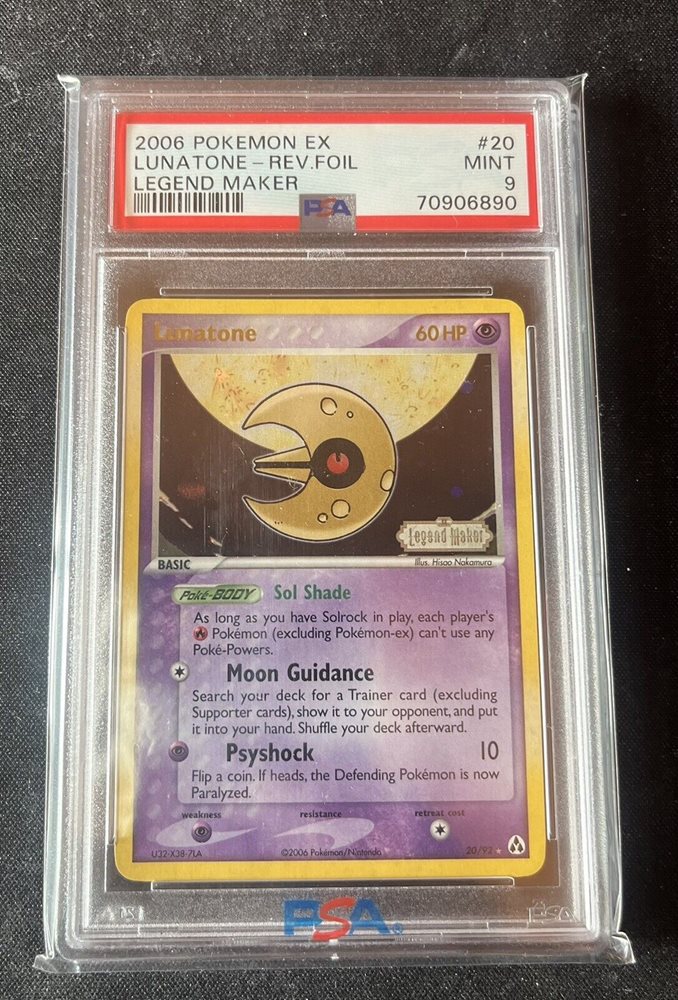 2006 POKEMON EX #20
LUNATONE - REV.FOIL MINT
LEGEND MAKER 9
PSA 70906890
Lunatone 60 HP
Legend Maker
BASIC Illus. Hisao Nakamura
Poké-BODY Sol Shade
As long as you have Solrock in play, each player's
Pokémon (excluding Pokémon-ex) can't use any
Poké-Powers.
Moon Guidance
Search your deck for a Trainer card (excluding
Supporter cards), show it to your opponent, and put
it into your hand. Shuffle your deck afterward.
Psyshock 10
Flip a coin. If heads, the Defending Pokémon is now
Paralyzed.
weakness resistance retreat cost
U32-X38-7LA ©2006 Pokémon/Nintendo 20/92
PSA
PSA